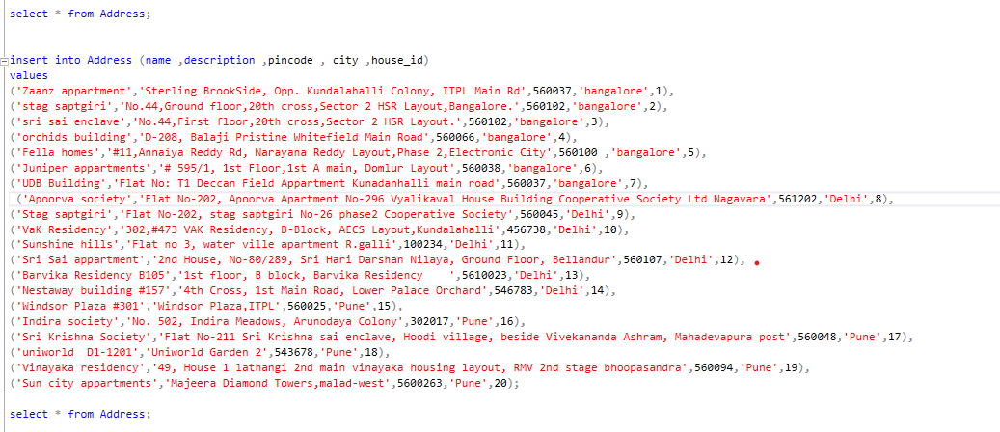 select * from Address;
insert into Address (name ,description ,pincode , city ,house_id)
values
('Zaanz appartment','Sterling BrookSide, Opp. Kundalahalli Colony, ITPL Main Rd',560037,'bangalore',1),
('stag saptgiri','No.44,Ground floor,20th cross,Sector 2 HSR Layout,Bangalore.',560102,'bangalore',2),
('sri sai enclave','No.44,First floor,20th cross,Sector 2 HSR Layout.',560102,'bangalore',3),
('orchids building','D-208, Balaji Pristine Whitefield Main Road',560066,'bangalore',4),
('Fella homes','#11,Annaiya Reddy Rd, Narayana Reddy Layout,Phase 2,Electronic City',560100 ,'bangalore',5),
('Juniper appartments','# 595/1, 1st Floor,1st A main, Domlur Layout',560038,'bangalore',6),
('UDB Building','Flat No: T1 Deccan Field Appartment Kunadanhalli main road',560037,'bangalore',7),
('Apoorva society','Flat No-202, Apoorva Apartment No-296 Vyalikaval House Building Cooperative Society Ltd Nagavara',561202,'Delhi',8),
('Stag saptgiri','Flat No-202, stag saptgiri No-26 phase2 Cooperative Society',560045,'Delhi',9),
('VaK Residency','302,#473 VAK Residency, B-Block, AECS Layout,Kundalahalli',456738,'Delhi',10),
('Sunshine hills','Flat no 3, water ville apartment R.galli',100234,'Delhi',11),
('Sri Sai appartment','2nd House, No-80/289, Sri Hari Darshan Nilaya, Ground Floor, Bellandur',560107,'Delhi',12),
('Barvika Residency B105','1st floor, B block, Barvika Residency    ',5610023,'Delhi',13),
('Nestaway building #157','4th Cross, 1st Main Road, Lower Palace Orchard',546783,'Delhi',14),
('Windsor Plaza #301','Windsor Plaza,ITPL',560025,'Pune',15),
('Indira society','No. 502, Indira Meadows, Arunodaya Colony',302017,'Pune',16),
('Sri Krishna Society','Flat No-211 Sri Krishna sai enclave, Hoodi village, beside Vivekananda Ashram, Mahadevapura post',560048,'Pune',17),
('uniworld  D1-1201','Uniworld Garden 2',543678,'Pune',18),
('Vinayaka residency','49, House 1 lathangi 2nd main vinayaka housing layout, RMV 2nd stage bhoopasandra',560094,'Pune',19),
('Sun city appartments','Majeera Diamond Towers,malad-west',5600263,'Pune',20);
select * from Address;